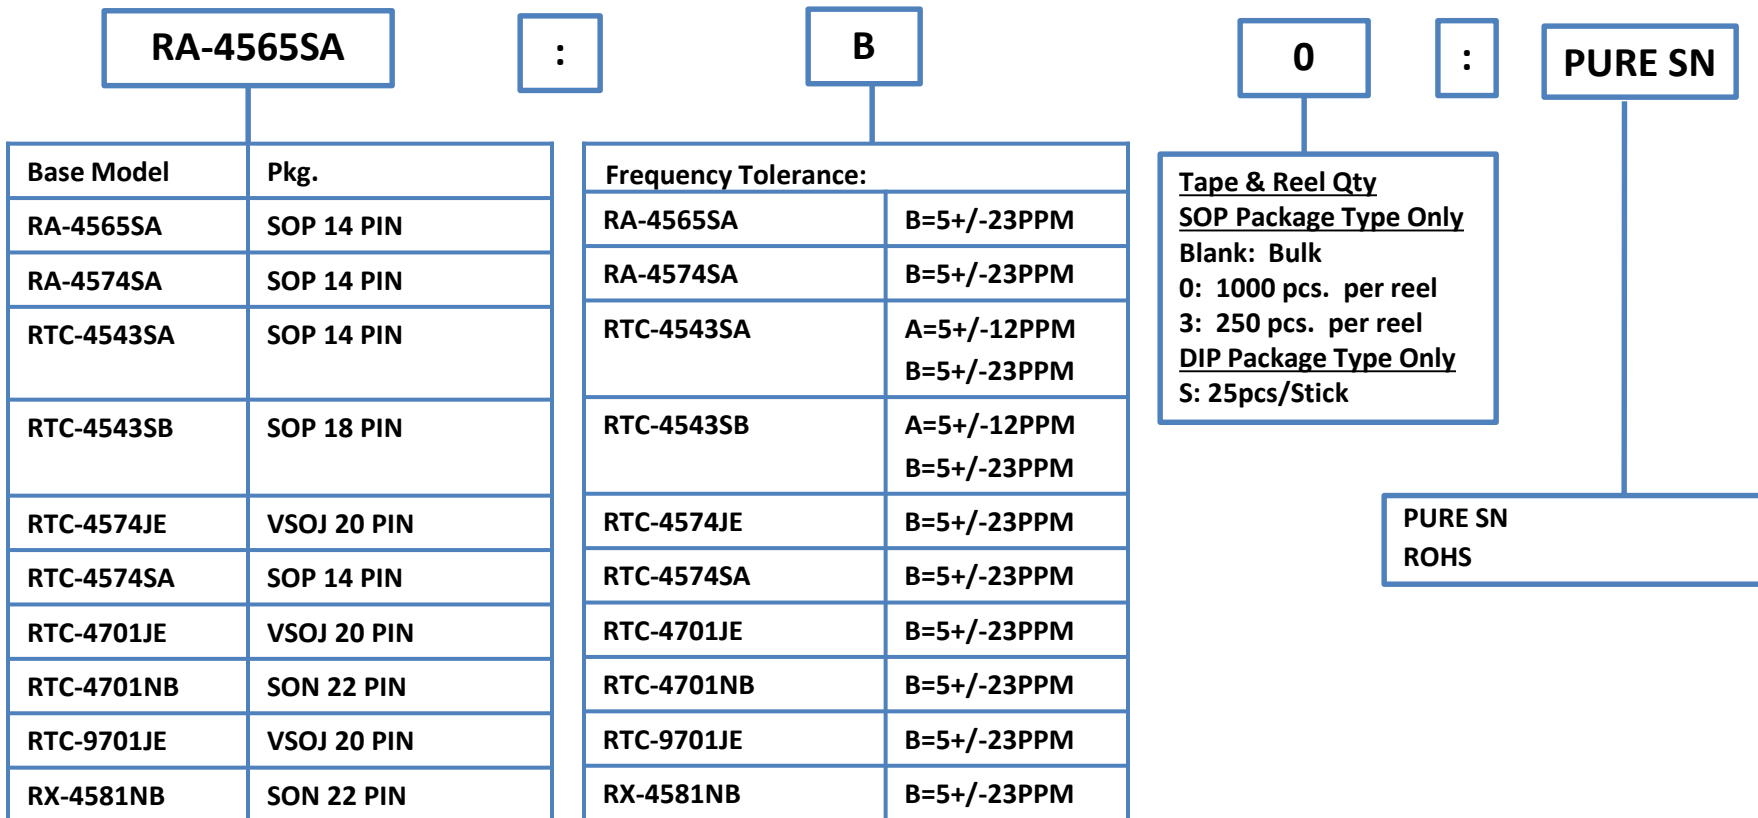 RA-4565SA : B 0 : PURE SN
Base Model Pkg.
RA-4565SA SOP 14 PIN
RA-4574SA SOP 14 PIN
RTC-4543SA SOP 14 PIN
RTC-4543SB SOP 18 PIN
RTC-4574JE VSOJ 20 PIN
RTC-4574SA SOP 14 PIN
RTC-4701JE VSOJ 20 PIN
RTC-4701NB SON 22 PIN
RTC-9701JE VSOJ 20 PIN
RX-4581NB SON 22 PIN
Frequency Tolerance:
RA-4565SA B=5+/-23PPM
RA-4574SA B=5+/-23PPM
RTC-4543SA A=5+/-12PPM
B=5+/-23PPM
RTC-4543SB A=5+/-12PPM
B=5+/-23PPM
RTC-4574JE B=5+/-23PPM
RTC-4574SA B=5+/-23PPM
RTC-4701JE B=5+/-23PPM
RTC-4701NB B=5+/-23PPM
RTC-9701JE B=5+/-23PPM
RX-4581NB B=5+/-23PPM
Tape & Reel Qty
SOP Package Type Only
Blank: Bulk
0: 1000 pcs. per reel
3: 250 pcs. per reel
DIP Package Type Only
S: 25pcs/Stick
PURE SN
ROHS